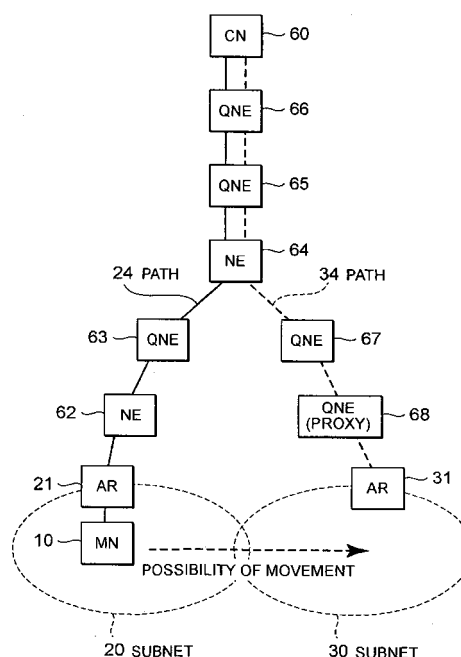 CN 60
QNE 66
QNE 65
NE 64
24 PATH
34 PATH
63 QNE
QNE 67
62 NE
QNE
(PROXY) 68
21 AR
AR 31
10 MN
POSSIBILITY OF MOVEMENT
20 SUBNET
30 SUBNET